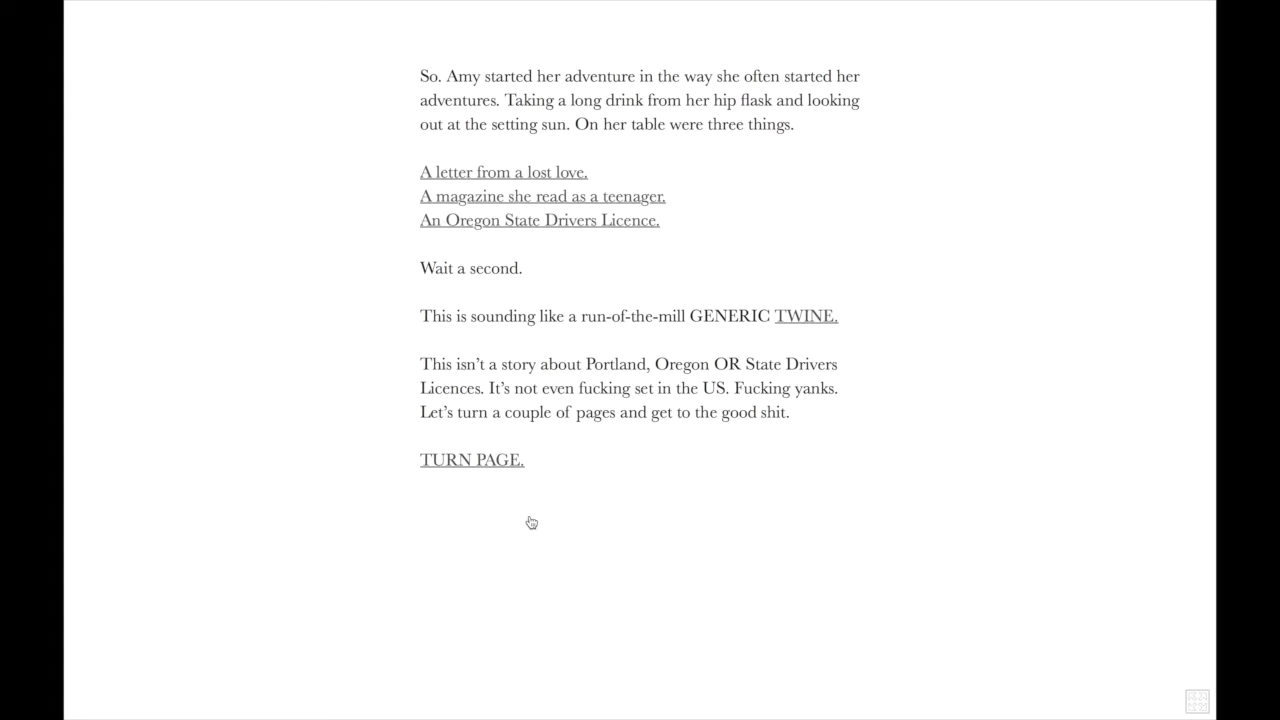 So. Amy started her adventure in the way she often started her
adventures. Taking a long drink from her hip flask and looking
out at the setting sun. On her table were three things.
A letter from a lost love.
A magazine she read as a teenager.
An Oregon State Drivers Licence.
Wait a second.
This is sounding like a run-of-the-mill GENERIC TWINE.
This isn't a story about Portland, Oregon OR State Drivers
Licences. It's not even fucking set in the US. Fucking yanks.
Let's turn a couple of pages and get to the good shit.
TURN PAGE.